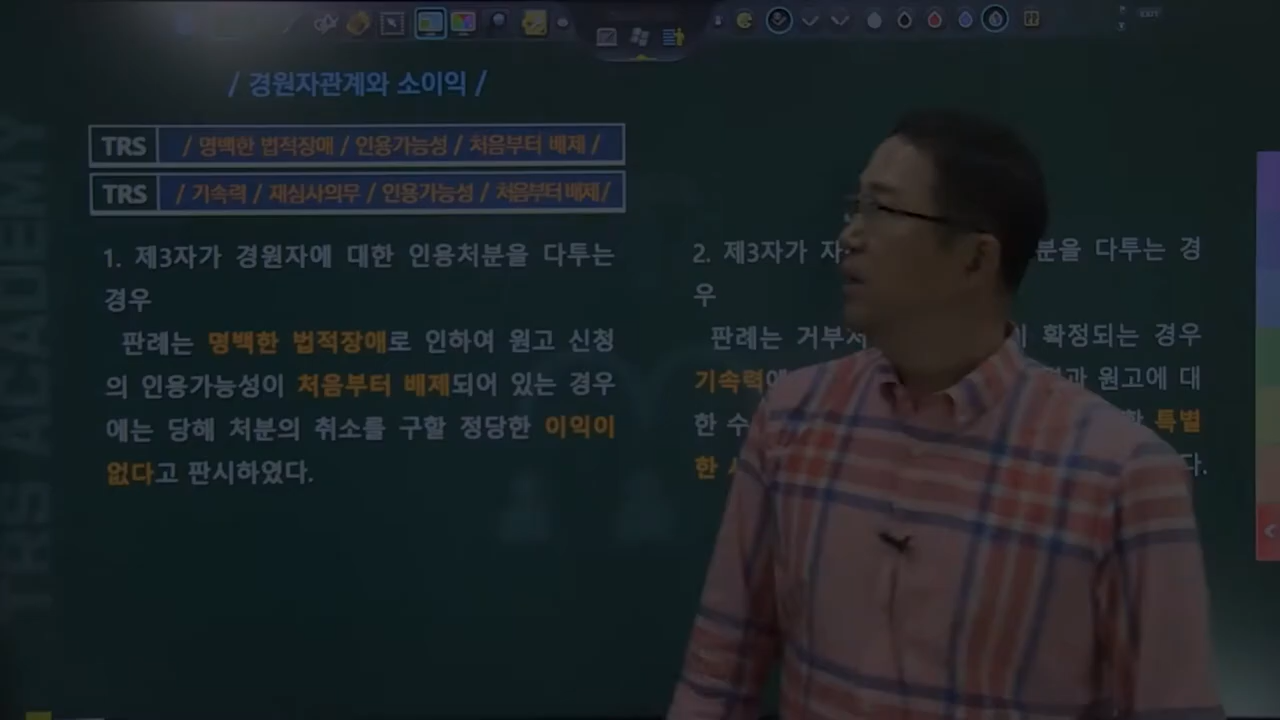 / 경원자관계와 소이익 /
TRS / 명백한 법적장애 / 인용가능성 / 처음부터 배제 /
TRS / 기속력 / 재심사의무 / 인용가능성 / 처음부터 배제 /
1. 제3자가 경원자에 대한 인용처분을 다투는
경우
판례는 명백한 법적장애로 인하여 원고 신청
의 인용가능성이 처음부터 배제되어 있는 경우
에는 당해 처분의 취소를 구할 정당한 이익이
없다고 판시하였다.
2. 제3자가 분을 다투는 경
우
판례는 확정되는 경우
기속력 원고에 대
한 특별
한
TRS ACADEMY
EXIT